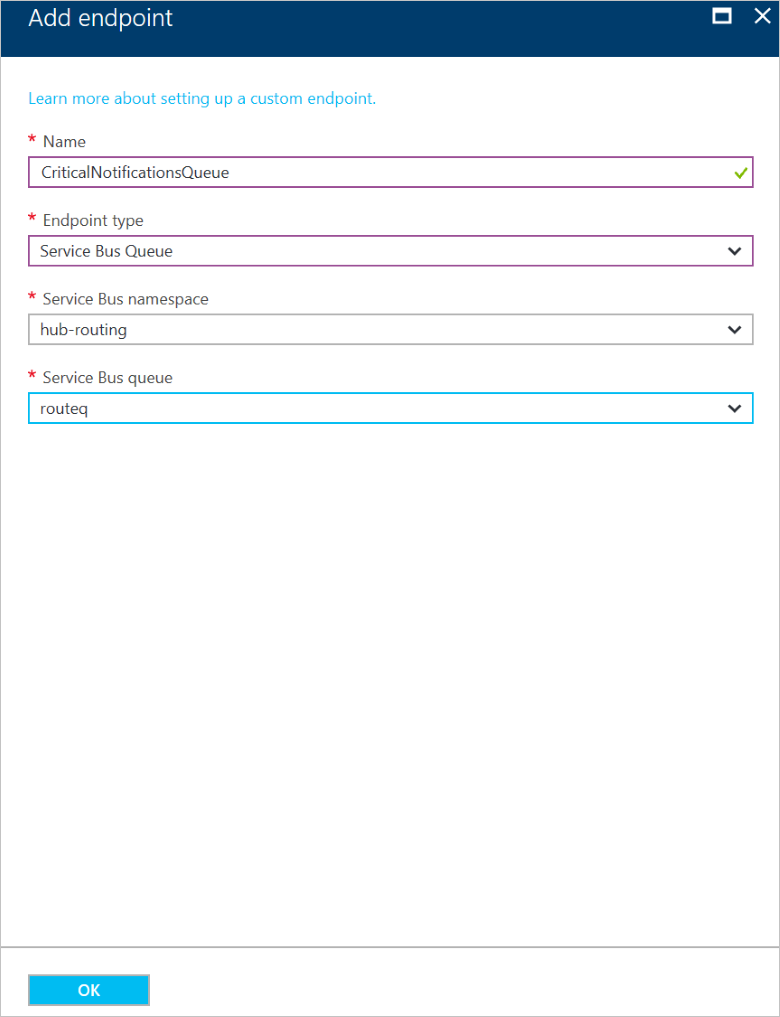 Add endpoint
Learn more about setting up a custom endpoint.
* Name
CriticalNotificationsQueue
* Endpoint type
Service Bus Queue
* Service Bus namespace
hub-routing
* Service Bus queue
routeq
OK